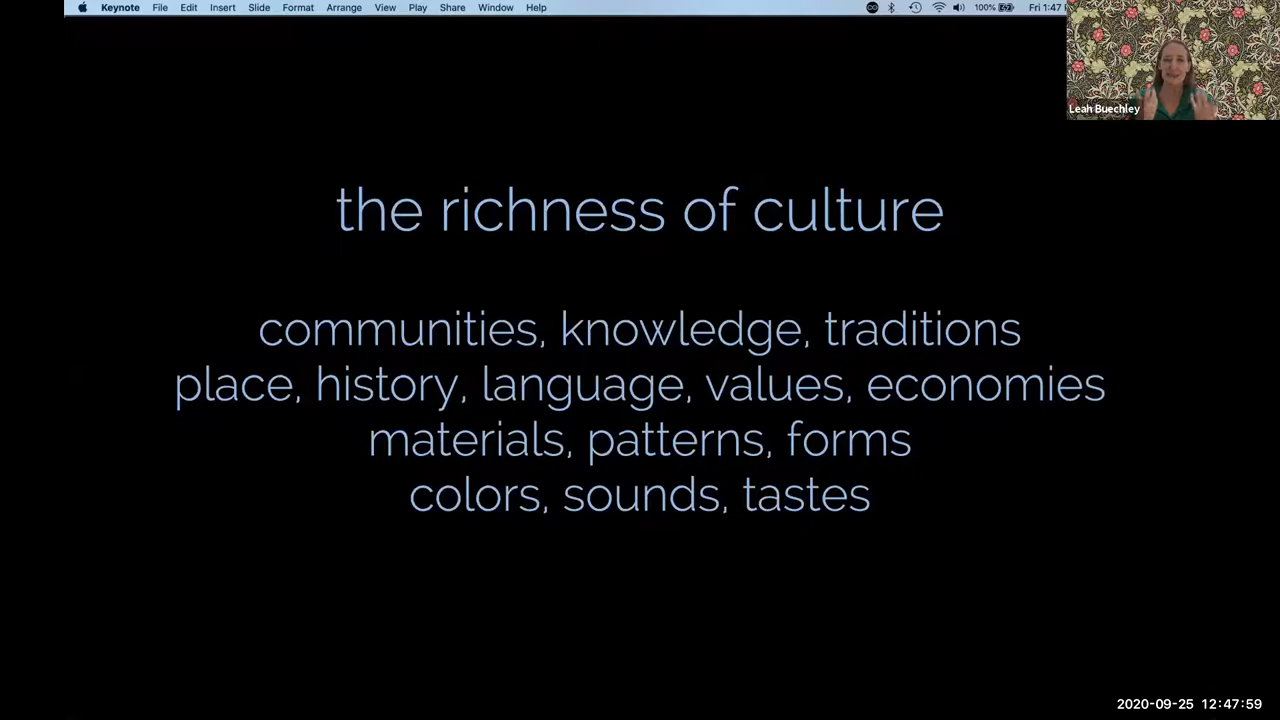 Keynote File Edit Insert Slide Format Arrange View Play Share Window Help 100% Fri 1:47
Leah Buechley
the richness of culture
communities, knowledge, traditions
place, history, language, values, economies
materials, patterns, forms
colors, sounds, tastes
2020-09-25 12:47:59